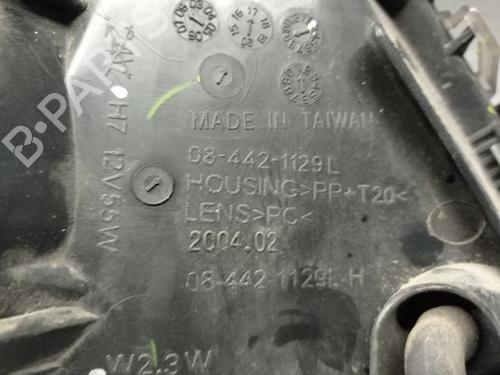 MADE IN TAIWAN
08-442-1129L
HOUSING>PP+T20<
LENS>PC<
2004.02
08-442-1129L H
H7 12V55W
W2.3W
B-PARTS